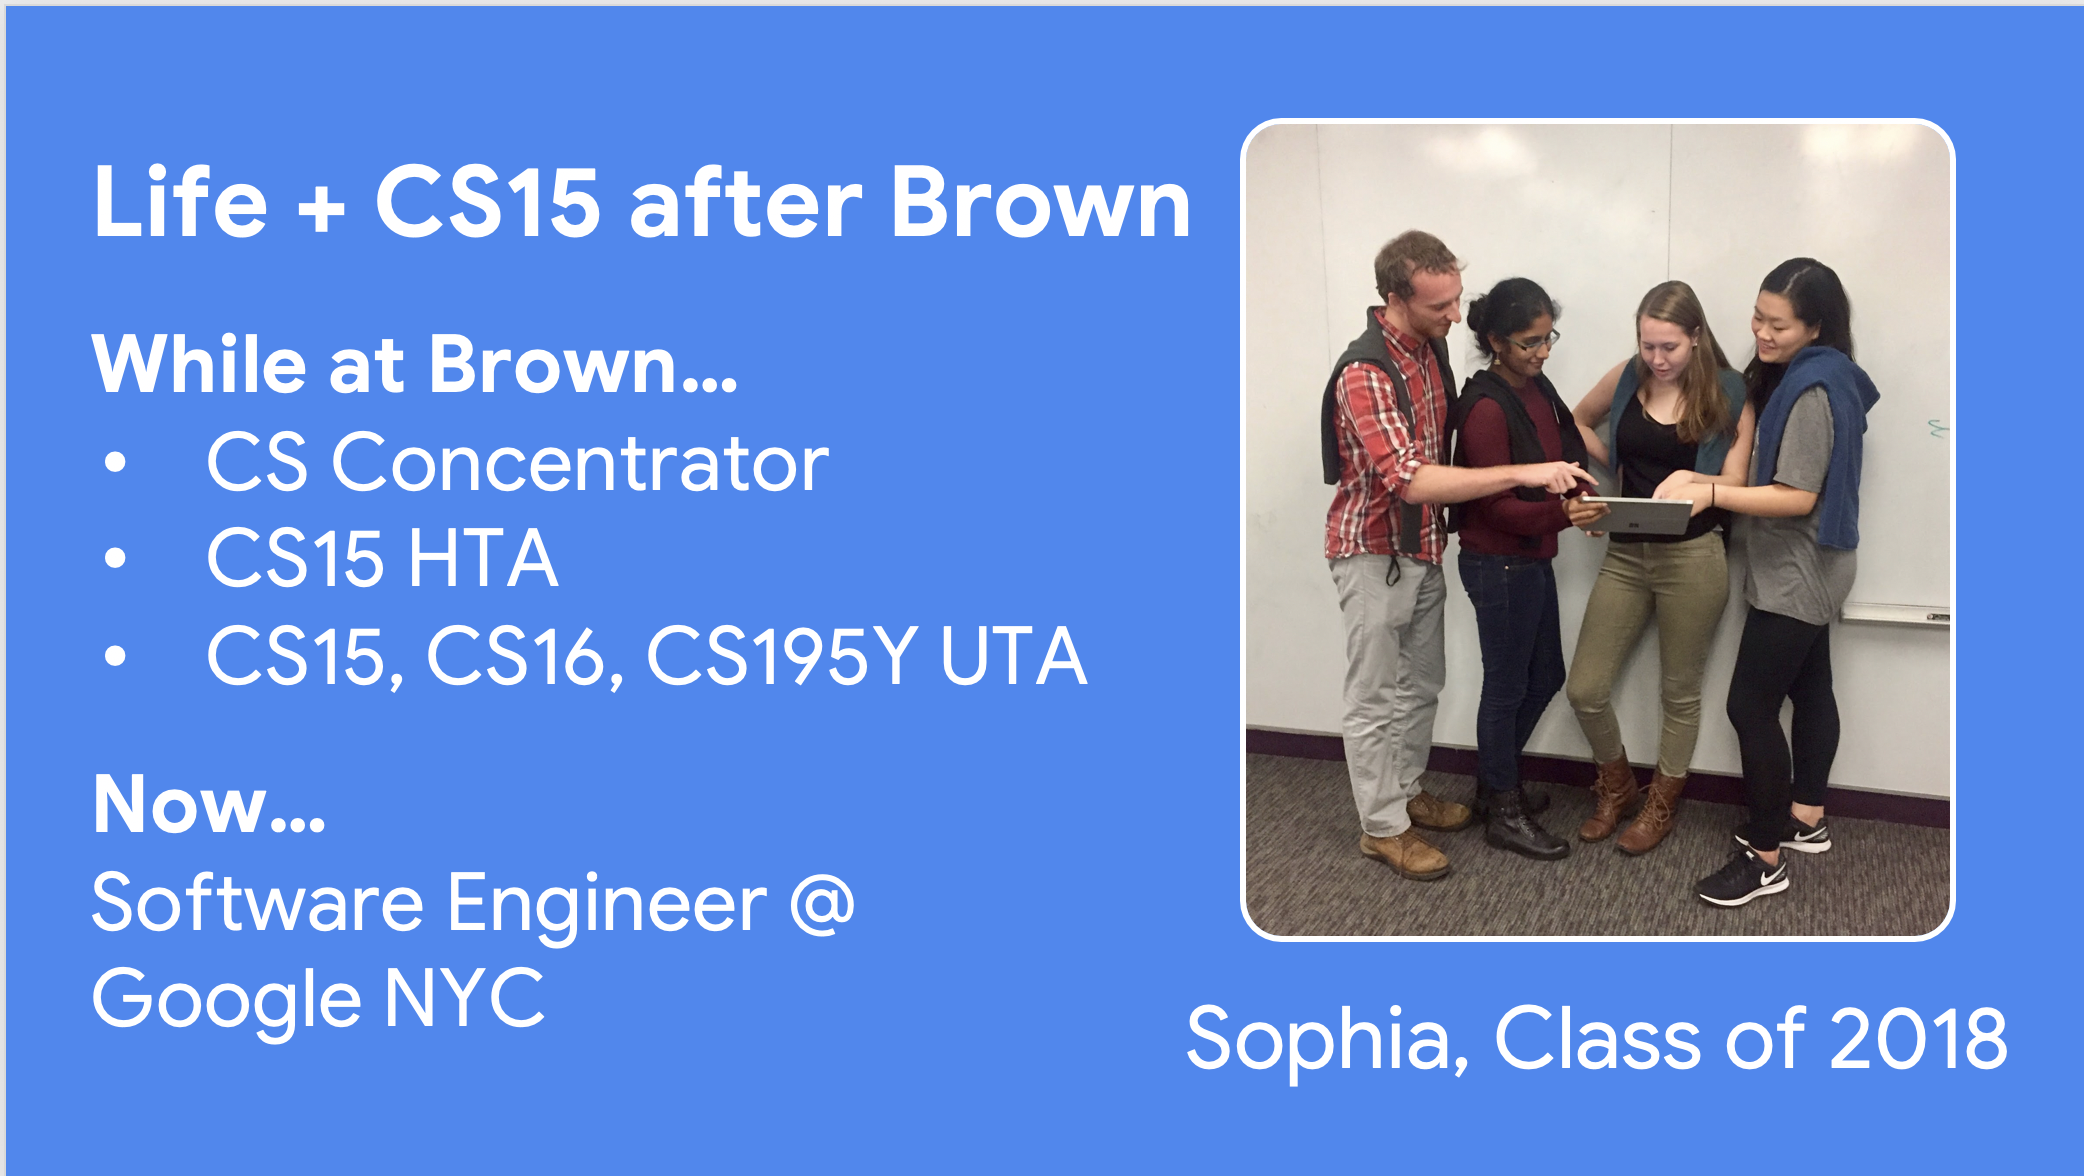 Life + CS15 after Brown
While at Brown...
• CS Concentrator
• CS15 HTA
• CS15, CS16, CS195Y UTA
Now...
Software Engineer @
Google NYC
Sophia, Class of 2018